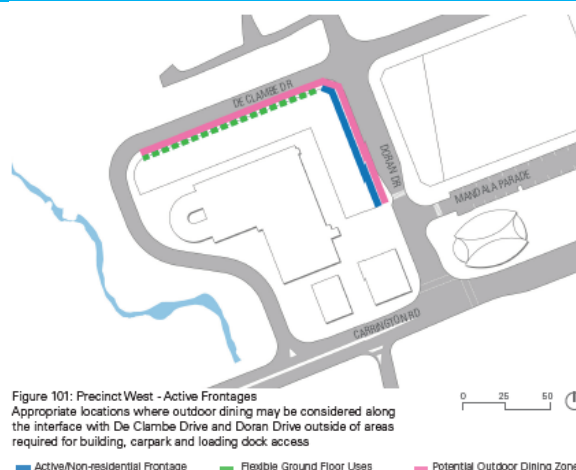 DE CLAMBE DR
DORAN DR
MANDALA PARADE
CARRINGTON RD
Figure 101: Precinct West - Active Frontages
Appropriate locations where outdoor dining may be considered along
the interface with De Clambe Drive and Doran Drive outside of areas
required for building, carpark and loading dock access
0 25 50
Active/Non-residential Frontage Flexible Ground Floor Uses Potential Outdoor Dining Zone